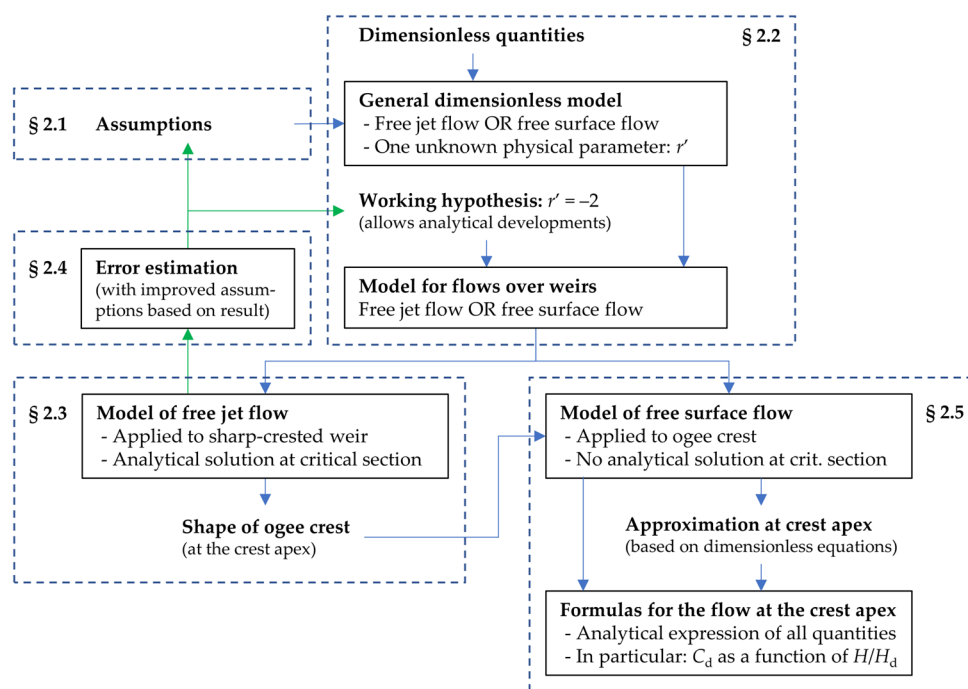 Dimensionless quantities
§ 2.2
General dimensionless model
- Free jet flow OR free surface flow
- One unknown physical parameter: r′
§ 2.1 Assumptions
Working hypothesis: r′ = –2
(allows analytical developments)
§ 2.4
Error estimation
(with improved assum-
ptions based on result)
Model for flows over weirs
Free jet flow OR free surface flow
§ 2.3
Model of free jet flow
- Applied to sharp-crested weir
- Analytical solution at critical section
Shape of ogee crest
(at the crest apex)
Model of free surface flow
§ 2.5
- Applied to ogee crest
- No analytical solution at crit. section
Approximation at crest apex
(based on dimensionless equations)
Formulas for the flow at the crest apex
- Analytical expression of all quantities
- In particular: Cd as a function of H/Hd